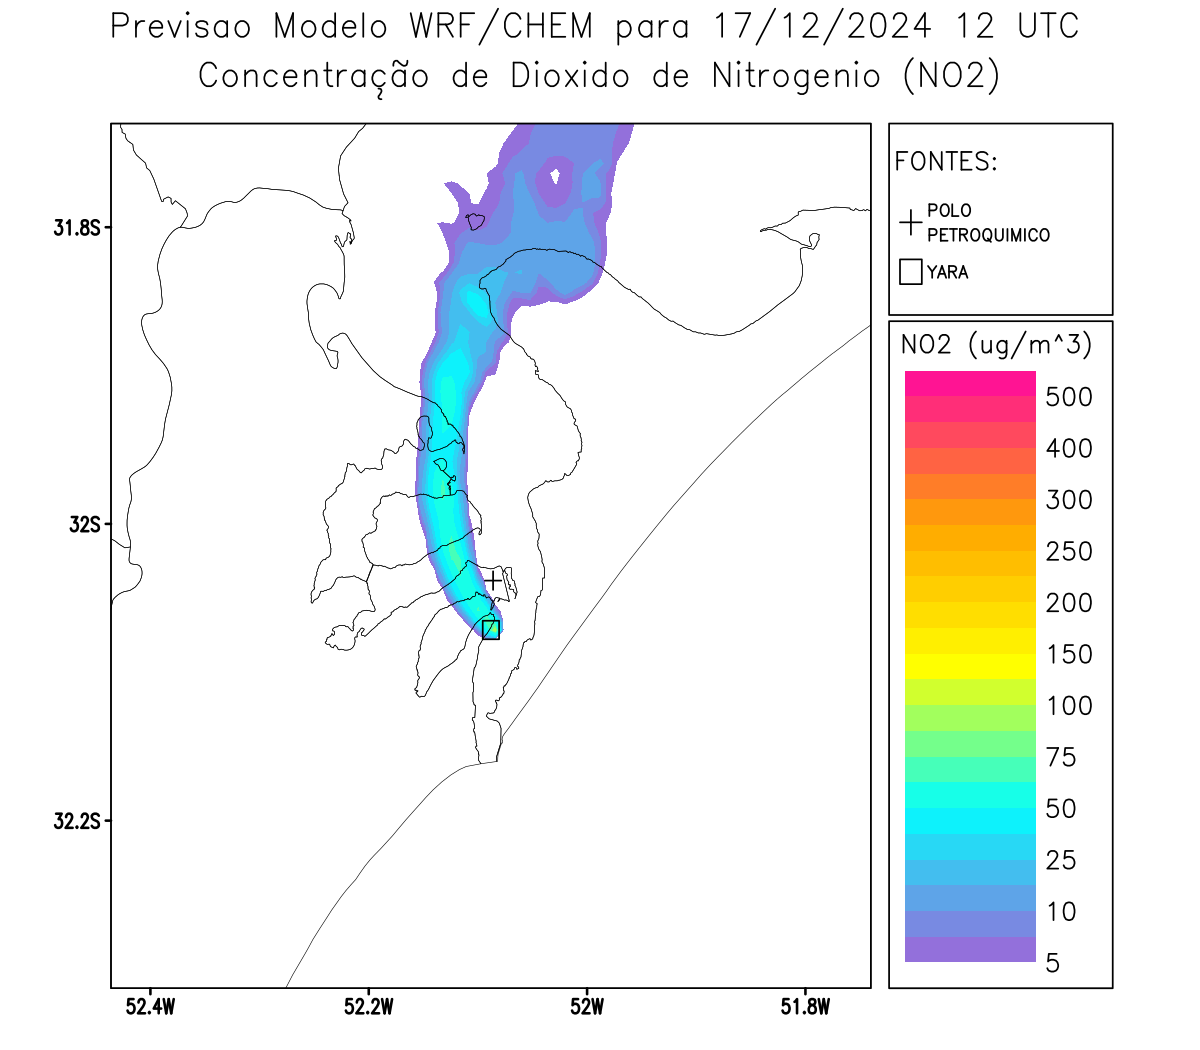 Previsao Modelo WRF/CHEM para 17/12/2024 12 UTC
Concentração de Dioxido de Nitrogenio (NO2)
FONTES:
POLO
PETROQUIMICO
YARA
NO2 (ug/m^3)
500
400
300
250
200
150
100
75
50
25
10
5
31.8S
32S
32.2S
52.4W
52.2W
52W
51.8W